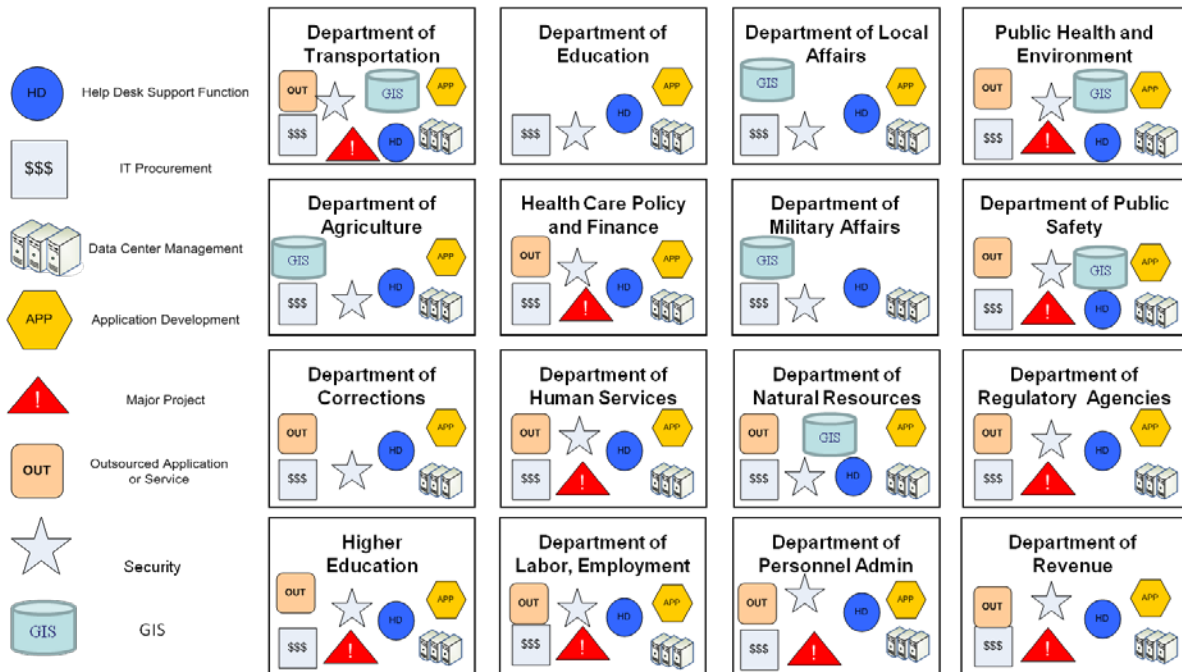 HD
Help Desk Support Function
$$$
IT Procurement
Data Center Management
APP
Application Development
!
Major Project
OUT
Outsourced Application
or Service
Security
GIS
GIS
Department of
Transportation
OUT
GIS
APP
$$$
!
HD
Department of
Education
APP
HD
$$$
Department of Local
Affairs
GIS
APP
HD
$$$
Public Health and
Environment
OUT
GIS
APP
$$$
!
HD
Department of
Agriculture
GIS
APP
HD
$$$
Health Care Policy
and Finance
OUT
APP
HD
$$$
!
Department of
Military Affairs
GIS
HD
$$$
Department of Public
Safety
OUT
GIS
APP
$$$
!
HD
Department of
Corrections
OUT
APP
HD
$$$
Department of
Human Services
OUT
APP
HD
$$$
!
Department of
Natural Resources
OUT
GIS
APP
$$$
HD
Department of
Regulatory Agencies
OUT
APP
HD
$$$
!
Higher
Education
OUT
APP
HD
$$$
!
Department of
Labor, Employment
OUT
APP
HD
$$$
!
Department of
Personnel Admin
OUT
APP
HD
$$$
!
Department of
Revenue
OUT
APP
HD
$$$
!